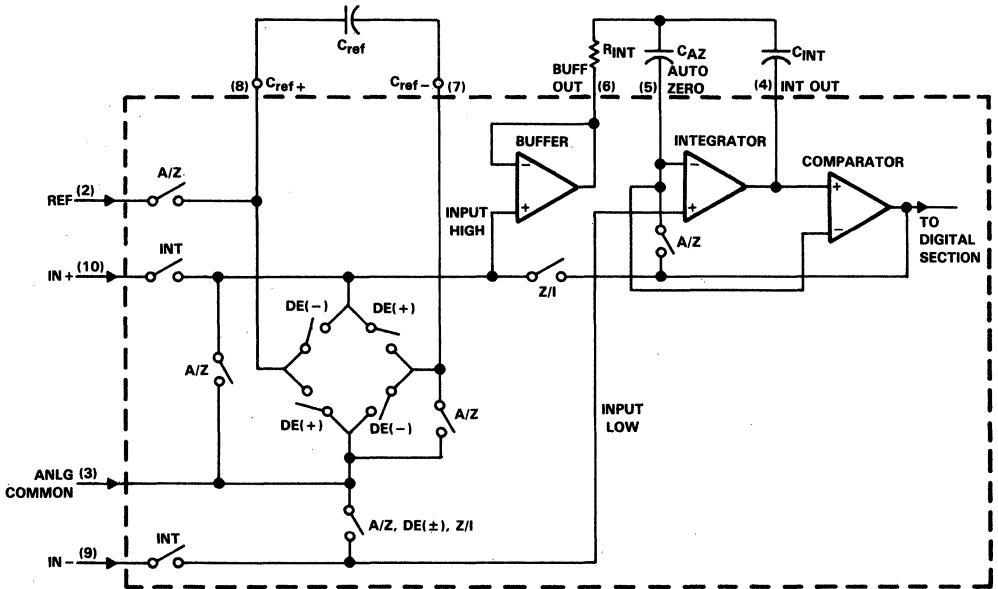 Cref
RINT
CAZ
CINT
BUFF
OUT
AUTO
ZERO
(8) Cref+
Cref- (7)
(6)
(5)
(4) INT OUT
BUFFER
INTEGRATOR
COMPARATOR
A/Z
REF (2)
INPUT
HIGH
-
+
-
+
+
-
A/Z
TO
DIGITAL
SECTION
INT
IN+ (10)
Z/I
DE(-)
DE(+)
A/Z
DE(+)
DE(-)
A/Z
INPUT
LOW
ANLG (3)
COMMON
A/Z, DE(±), Z/I
INT
IN- (9)